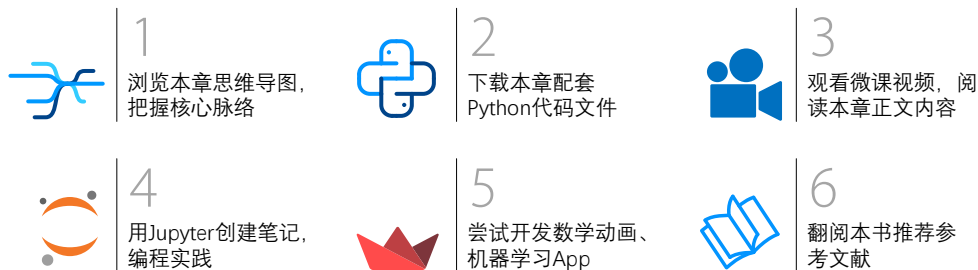 1
浏览本章思维导图，
把握核心脉络
2
下载本章配套
Python代码文件
3
观看微课视频，阅
读本章正文内容
4
用Jupyter创建笔记，
编程实践
5
尝试开发数学动画、
机器学习App
6
翻阅本书推荐参
考文献